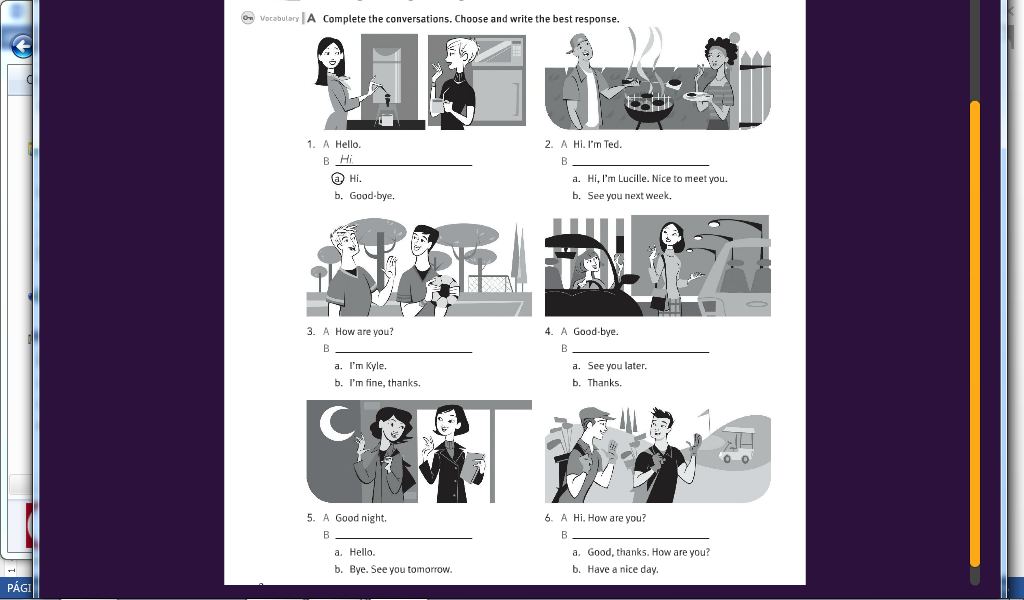 Vocabulary A Complete the conversations. Choose and write the best response.
1. A Hello.
B Hi.
a. Hi.
b. Good-bye.
2. A Hi. I'm Ted.
B
a. Hi, I'm Lucille. Nice to meet you.
b. See you next week.
3. A How are you?
B
a. I'm Kyle.
b. I'm fine, thanks.
4. A Good-bye.
B
a. See you later.
b. Thanks.
5. A Good night.
B
a. Hello.
b. Bye. See you tomorrow.
6. A Hi. How are you?
B
a. Good, thanks. How are you?
b. Have a nice day.
PÁGI